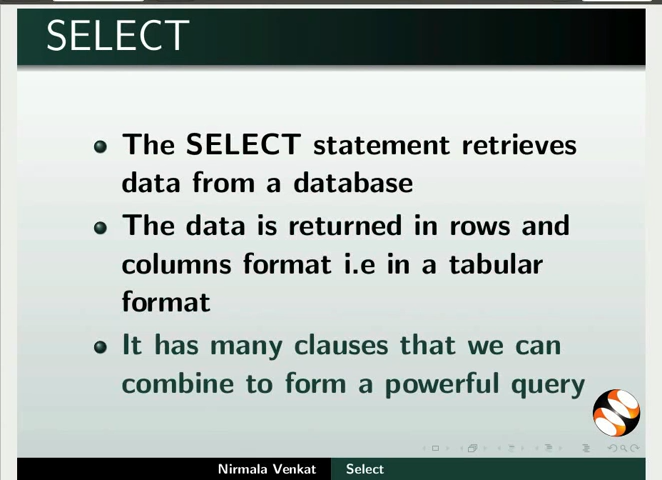 SELECT
The SELECT statement retrieves
data from a database
The data is returned in rows and
columns format i.e in a tabular
format
It has many clauses that we can
combine to form a powerful query
Nirmala Venkat Select